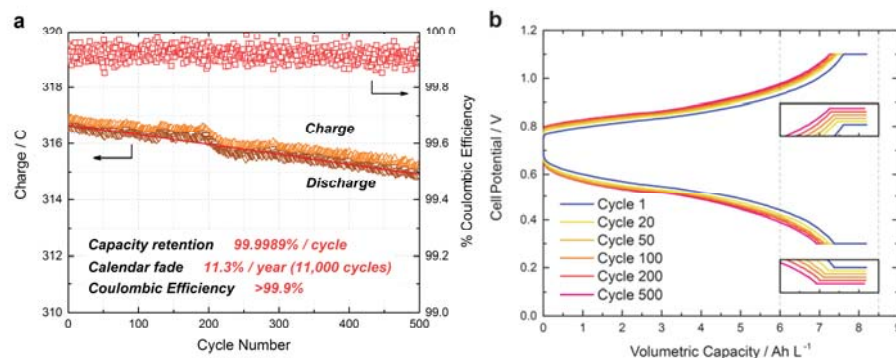 a
320
318
316
314
312
310
Charge / C
0
100
200
300
400
500
Cycle Number
100.0
99.8
99.6
99.4
99.2
99.0
% Coulombic Efficiency
Charge
Discharge
Capacity retention 99.9989% / cycle
Calendar fade 11.3% / year (11,000 cycles)
Coulombic Efficiency >99.9%
b
1.2
1.0
0.8
0.6
0.4
0.2
0.0
Cell Potential / V
Cycle 1
Cycle 20
Cycle 50
Cycle 100
Cycle 200
Cycle 500
0
1
2
3
4
5
6
7
8
9
Volumetric Capacity / Ah L⁻¹